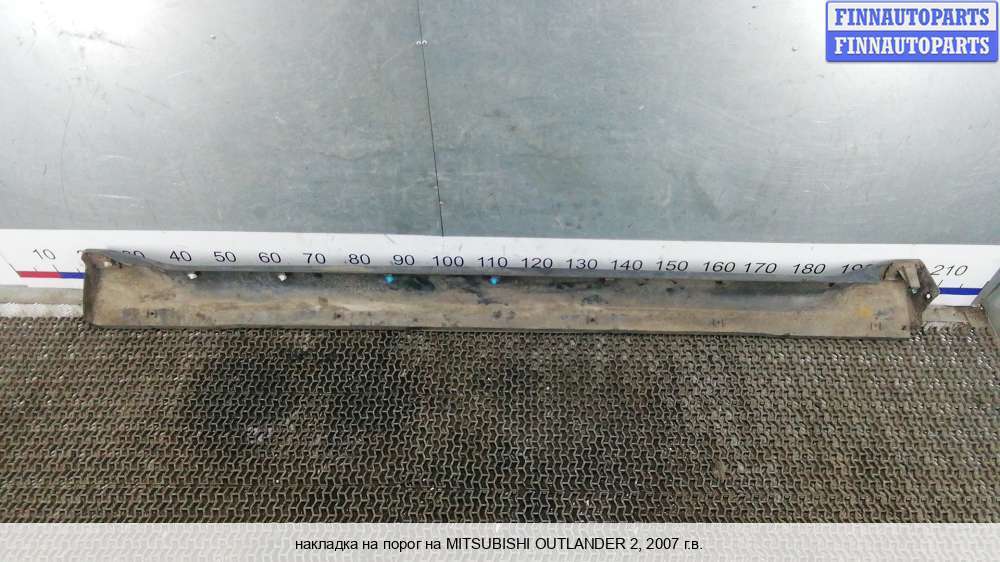 FINNAUTOPARTS
FINNAUTOPARTS
10 40 50 60 70 80 90 100 110 120 130 140 150 160 170 180 210
накладка на порог на MITSUBISHI OUTLANDER 2, 2007 г.в.